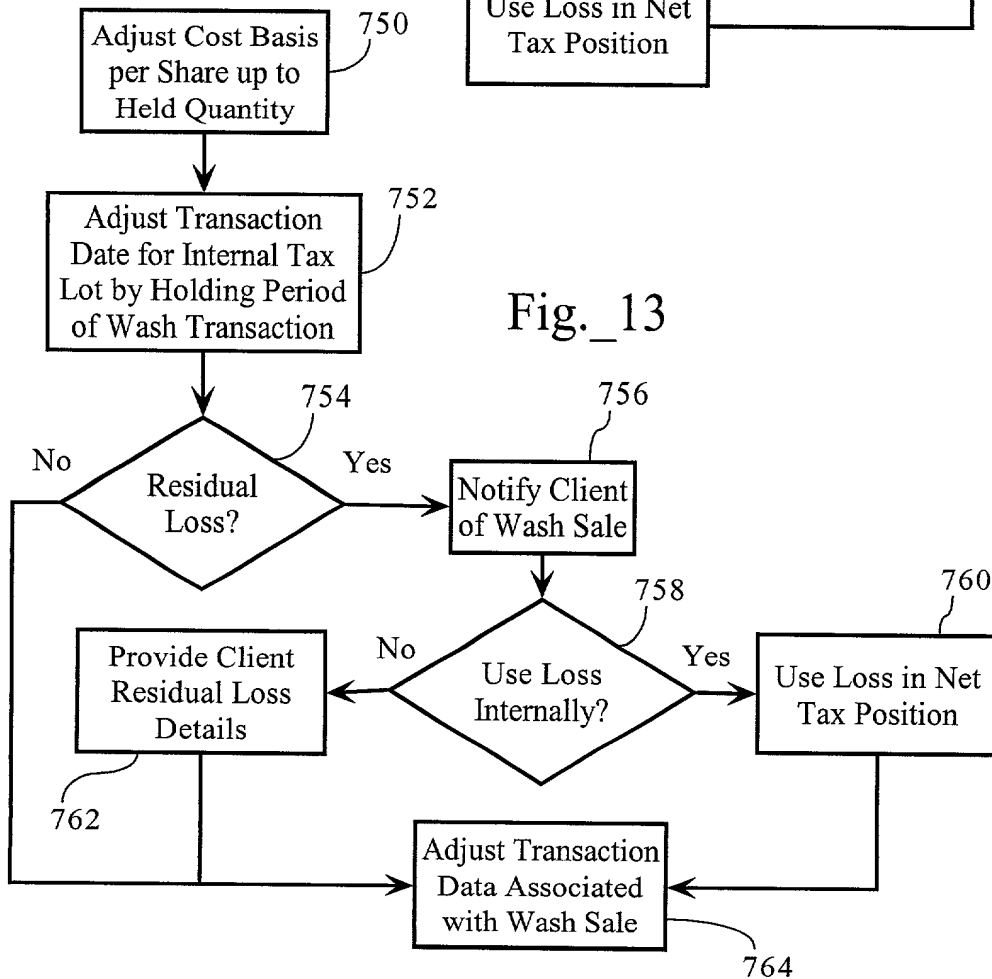 Use Loss in Net
Tax Position
750
Adjust Cost Basis
per Share up to
Held Quantity
752
Adjust Transaction
Date for Internal Tax
Lot by Holding Period
of Wash Transaction
Fig._13
754
756
No
Yes
Residual
Loss?
Notify Client
of Wash Sale
758
760
Provide Client
Residual Loss
Details
No
Use Loss
Internally?
Yes
Use Loss in Net
Tax Position
762
Adjust Transaction
Data Associated
with Wash Sale
764